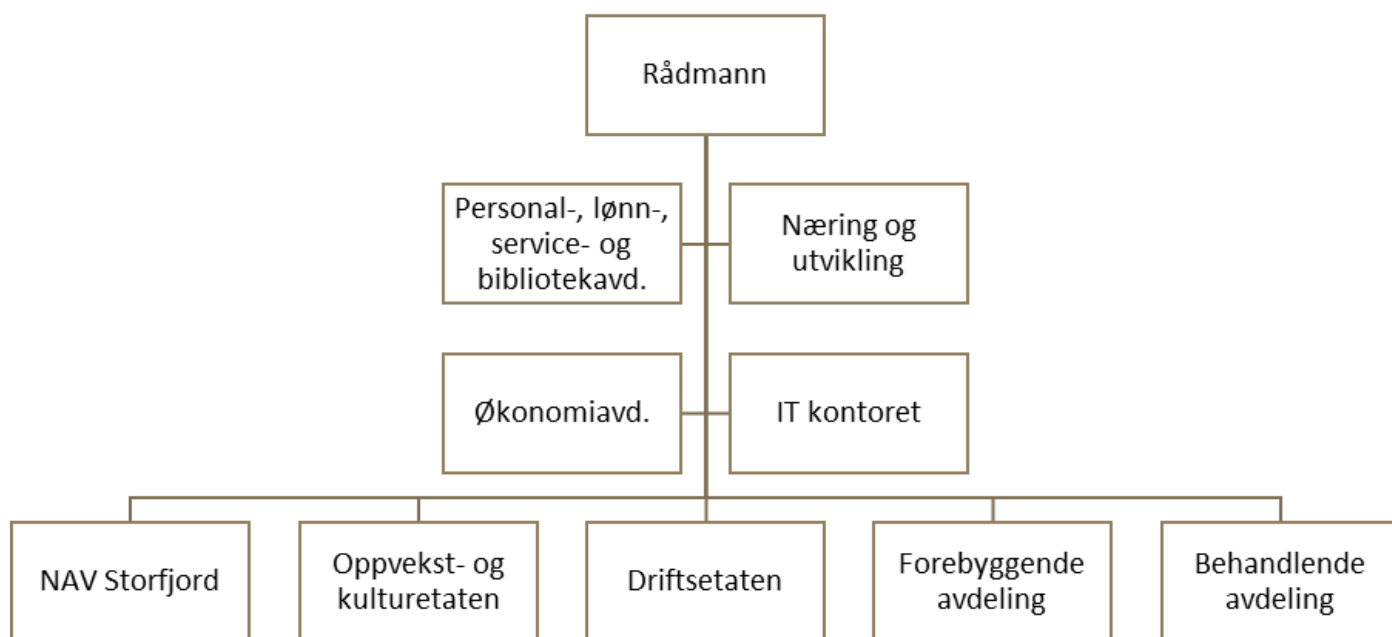 Rådmann
Personal-, lønn-,
service- og
bibliotekavd.
Næring og
utvikling
Økonomiavd.
IT kontoret
NAV Storfjord
Oppvekst- og
kulturetaten
Driftsetaten
Forebyggende
avdeling
Behandlende
avdeling